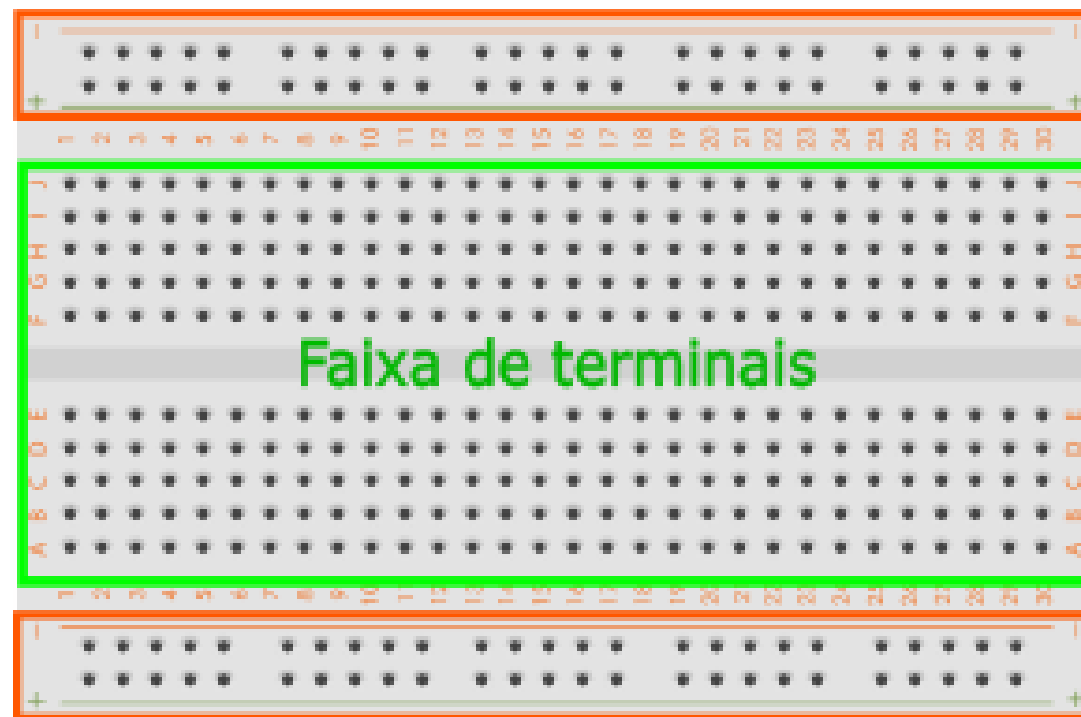 - -
+ +
1 2 3 4 5 6 7 8 9 10 11 12 13 14 15 16 17 18 19 20 21 22 23 24 25 26 27 28 29 30
J J
I I
H H
G G
F F
Faixa de terminais
E E
D D
C C
B B
A A
1 2 3 4 5 6 7 8 9 10 11 12 13 14 15 16 17 18 19 20 21 22 23 24 25 26 27 28 29 30
- -
+ +